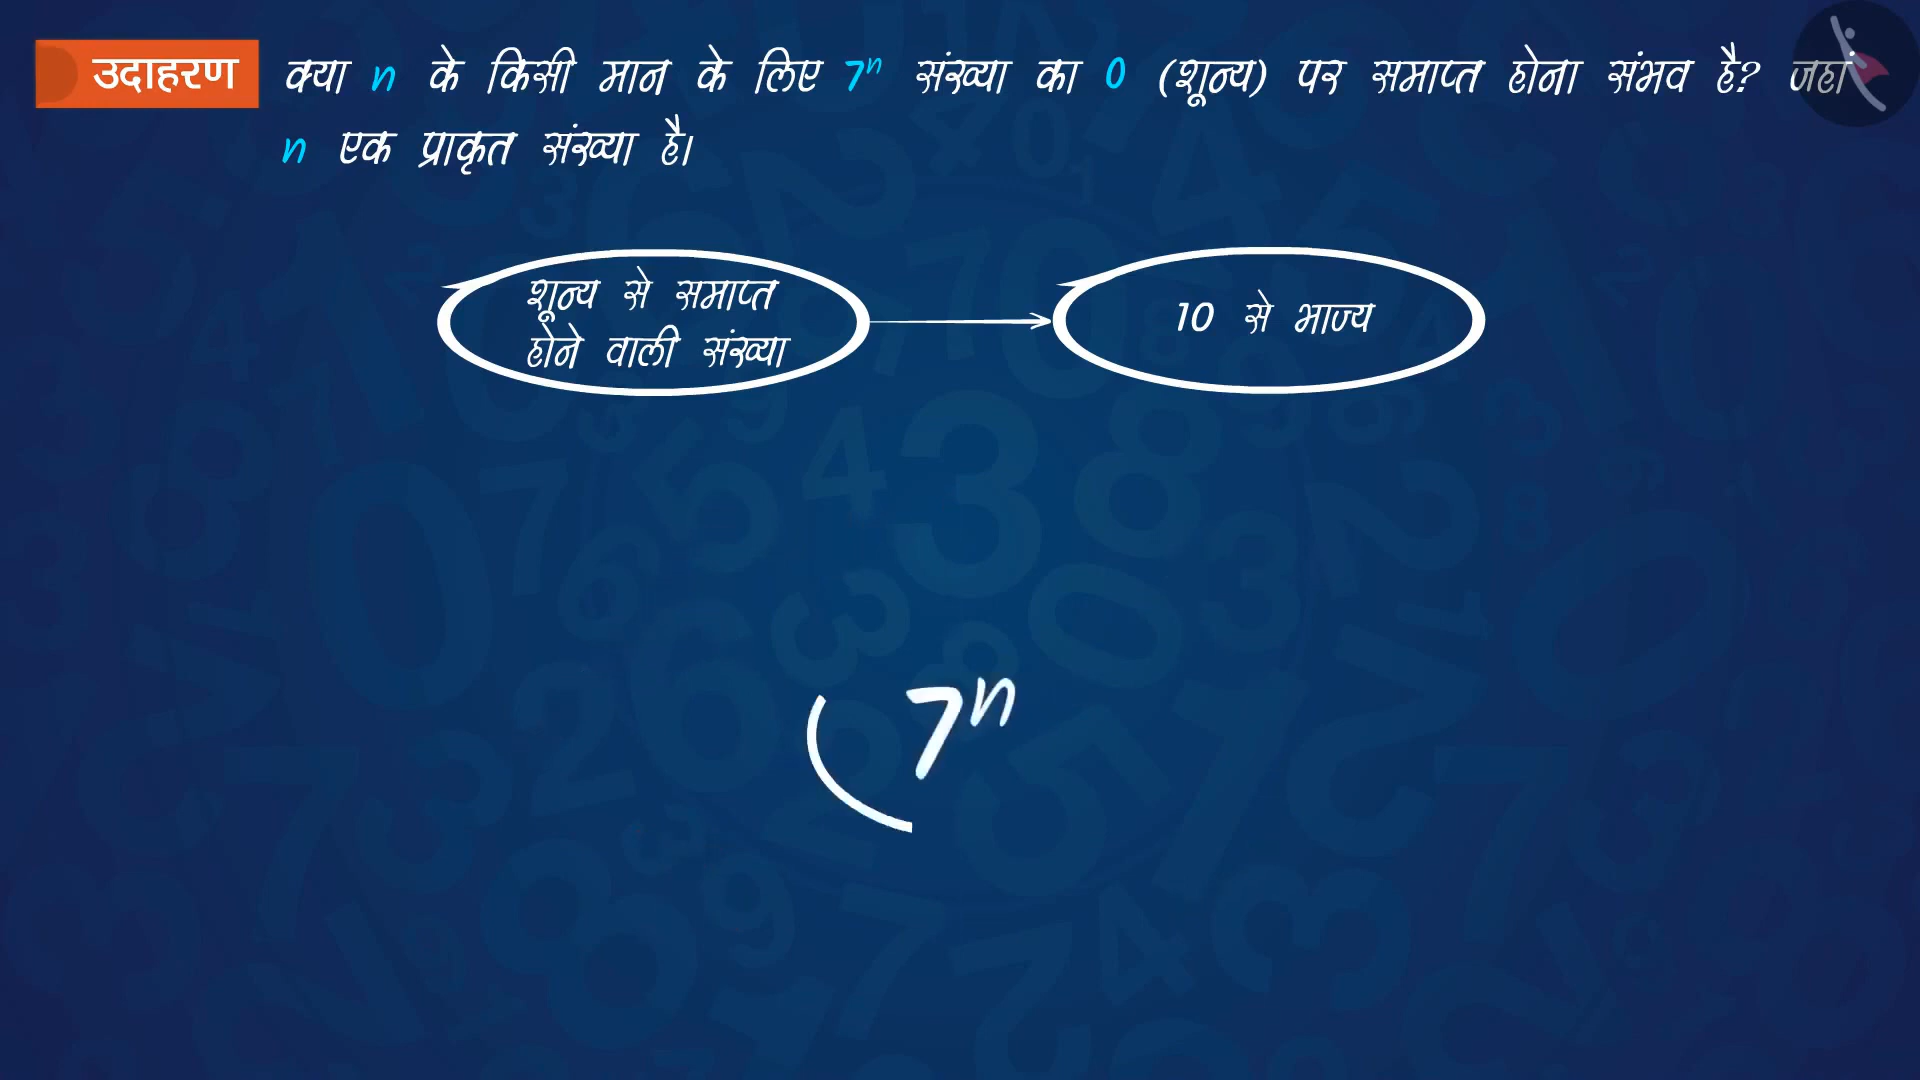 उदाहरण क्या n के किसी मान के लिए 7ⁿ संख्या का 0 (शून्य) पर समाप्त होना संभव है? जहां
n एक प्राकृत संख्या है।
शून्य से समाप्त
होने वाली संख्या
10 से भाज्य
7ⁿ